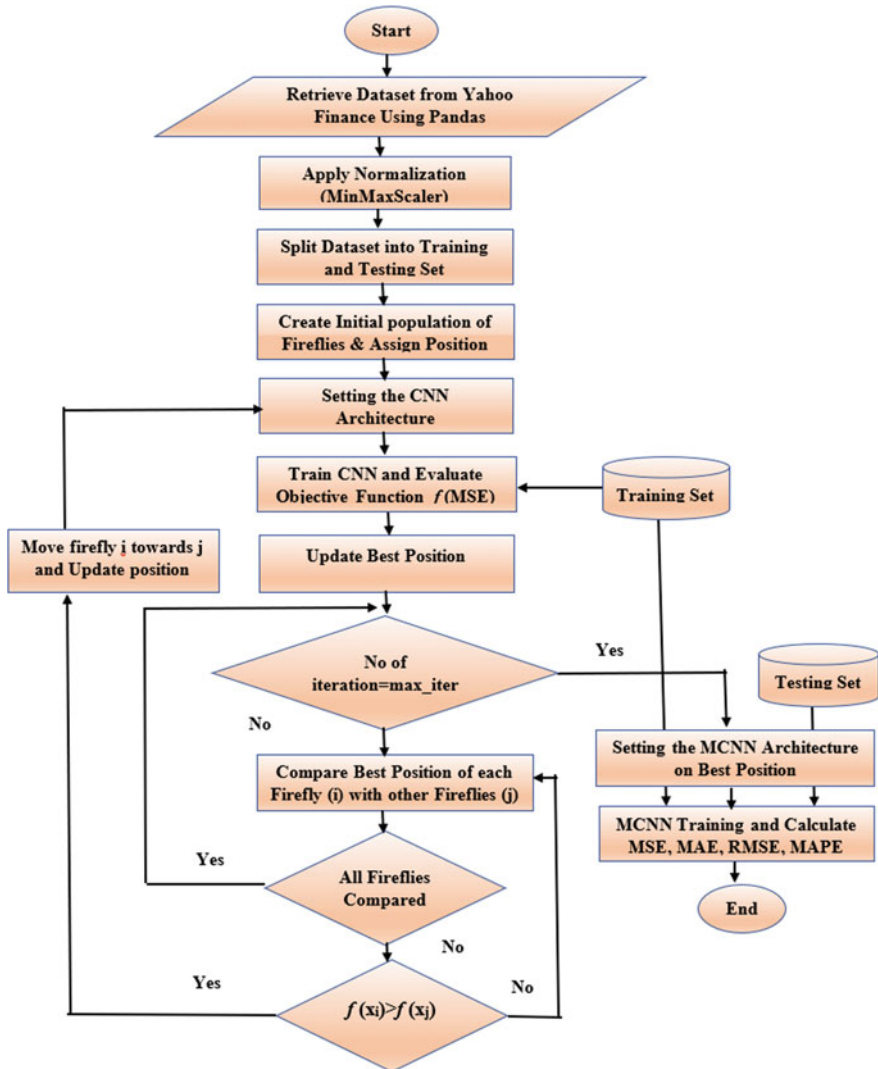 Start
Retrieve Dataset from Yahoo
Finance Using Pandas
Apply Normalization
(MinMaxScaler)
Split Dataset into Training
and Testing Set
Create Initial population of
Fireflies & Assign Position
Setting the CNN
Architecture
Train CNN and Evaluate
Objective Function f(MSE)
Training Set
Move firefly i towards j
and Update position
Update Best Position
No of
iteration=max_iter
Yes
No
Testing Set
Setting the MCNN Architecture
on Best Position
Compare Best Position of each
Firefly (i) with other Fireflies (j)
MCNN Training and Calculate
MSE, MAE, RMSE, MAPE
Yes
All Fireflies
Compared
End
No
Yes
f(xi)>f(xj)
No